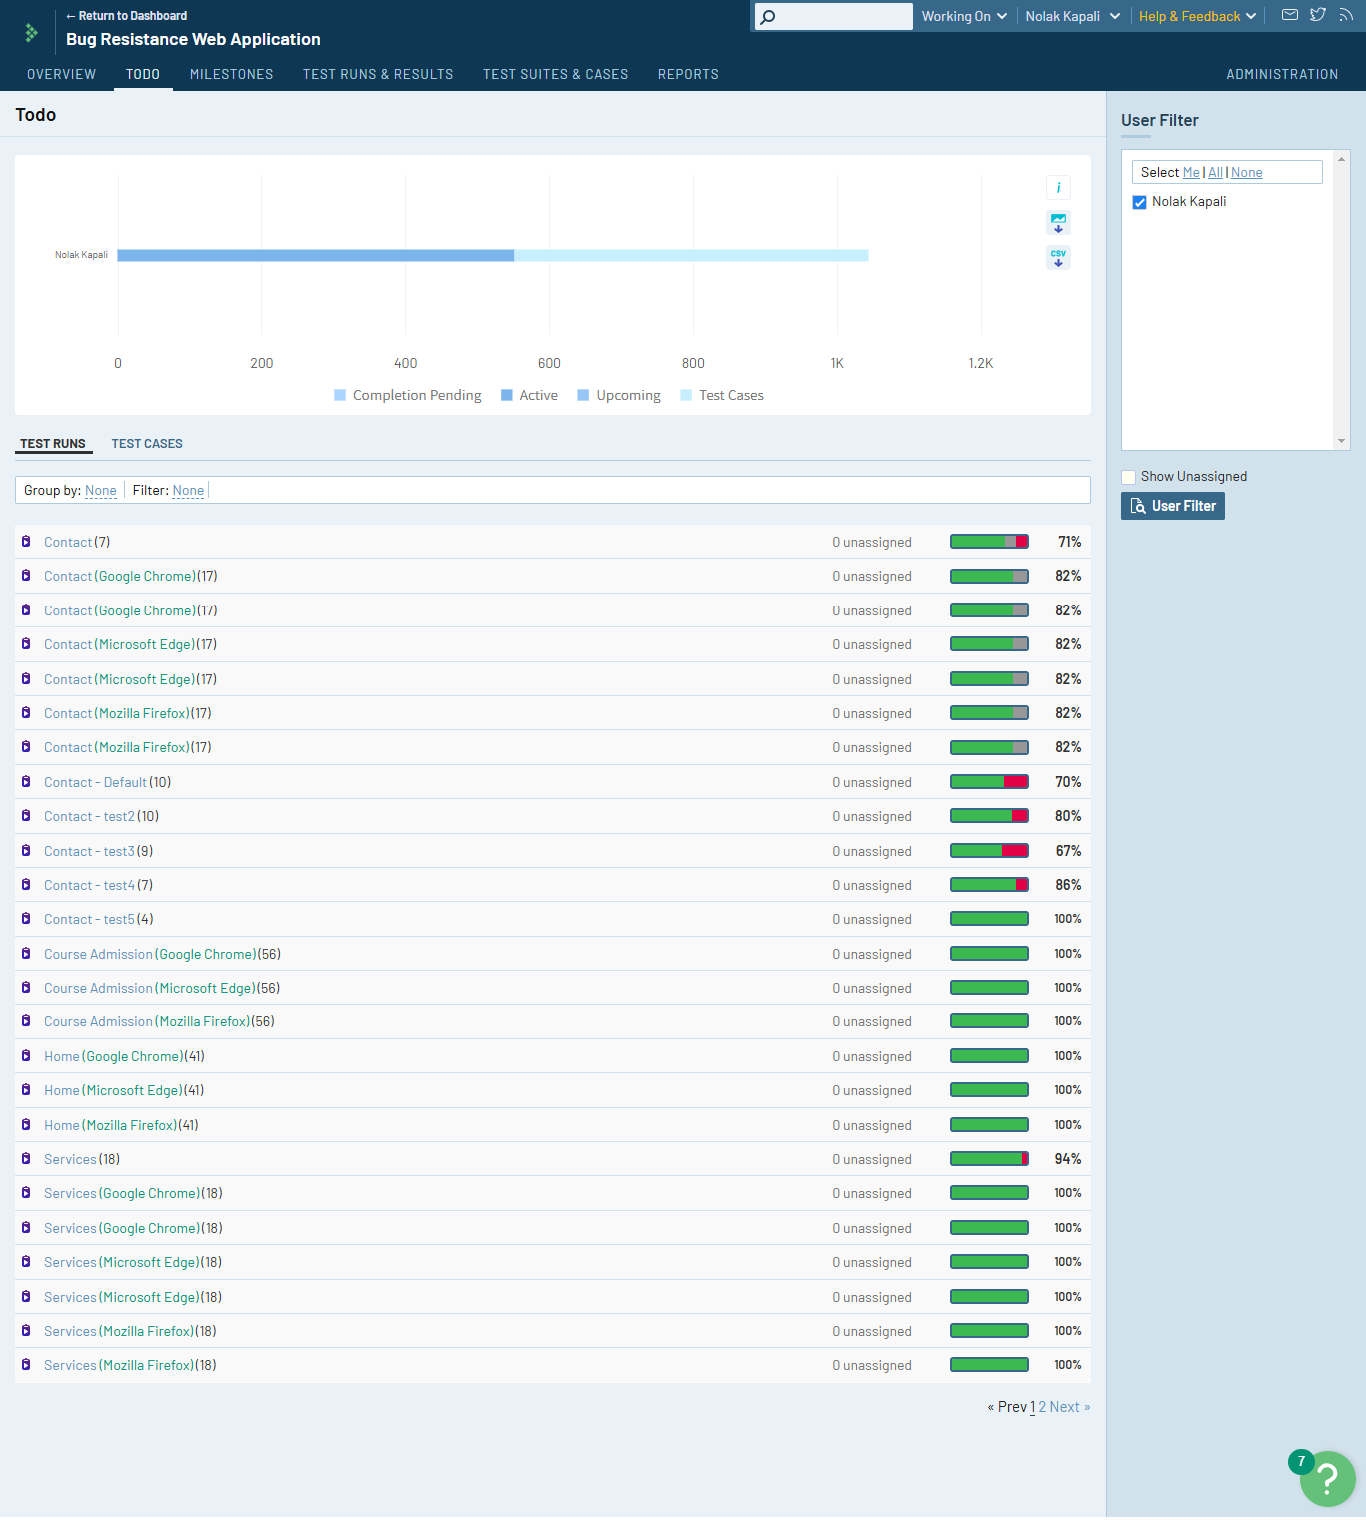 ← Return to Dashboard
Bug Resistance Web Application
Working On
Nolak Kapali
Help & Feedback
OVERVIEW TODO MILESTONES TEST RUNS & RESULTS TEST SUITES & CASES REPORTS ADMINISTRATION
Todo
Nolak Kapali
0 200 400 600 800 1K 1.2K
Completion Pending Active Upcoming Test Cases
i
CSV
TEST RUNS TEST CASES
Group by: None Filter: None
Contact (7) 0 unassigned 71%
Contact (Google Chrome) (17) 0 unassigned 82%
Contact (Google Chrome) (17) 0 unassigned 82%
Contact (Microsoft Edge) (17) 0 unassigned 82%
Contact (Microsoft Edge) (17) 0 unassigned 82%
Contact (Mozilla Firefox) (17) 0 unassigned 82%
Contact (Mozilla Firefox) (17) 0 unassigned 82%
Contact - Default (10) 0 unassigned 70%
Contact - test2 (10) 0 unassigned 80%
Contact - test3 (9) 0 unassigned 67%
Contact - test4 (7) 0 unassigned 86%
Contact - test5 (4) 0 unassigned 100%
Course Admission (Google Chrome) (56) 0 unassigned 100%
Course Admission (Microsoft Edge) (56) 0 unassigned 100%
Course Admission (Mozilla Firefox) (56) 0 unassigned 100%
Home (Google Chrome) (41) 0 unassigned 100%
Home (Microsoft Edge) (41) 0 unassigned 100%
Home (Mozilla Firefox) (41) 0 unassigned 100%
Services (18) 0 unassigned 94%
Services (Google Chrome) (18) 0 unassigned 100%
Services (Google Chrome) (18) 0 unassigned 100%
Services (Microsoft Edge) (18) 0 unassigned 100%
Services (Microsoft Edge) (18) 0 unassigned 100%
Services (Mozilla Firefox) (18) 0 unassigned 100%
Services (Mozilla Firefox) (18) 0 unassigned 100%
« Prev 1 2 Next »
User Filter
Select Me | All | None
Nolak Kapali
Show Unassigned
User Filter
7
?